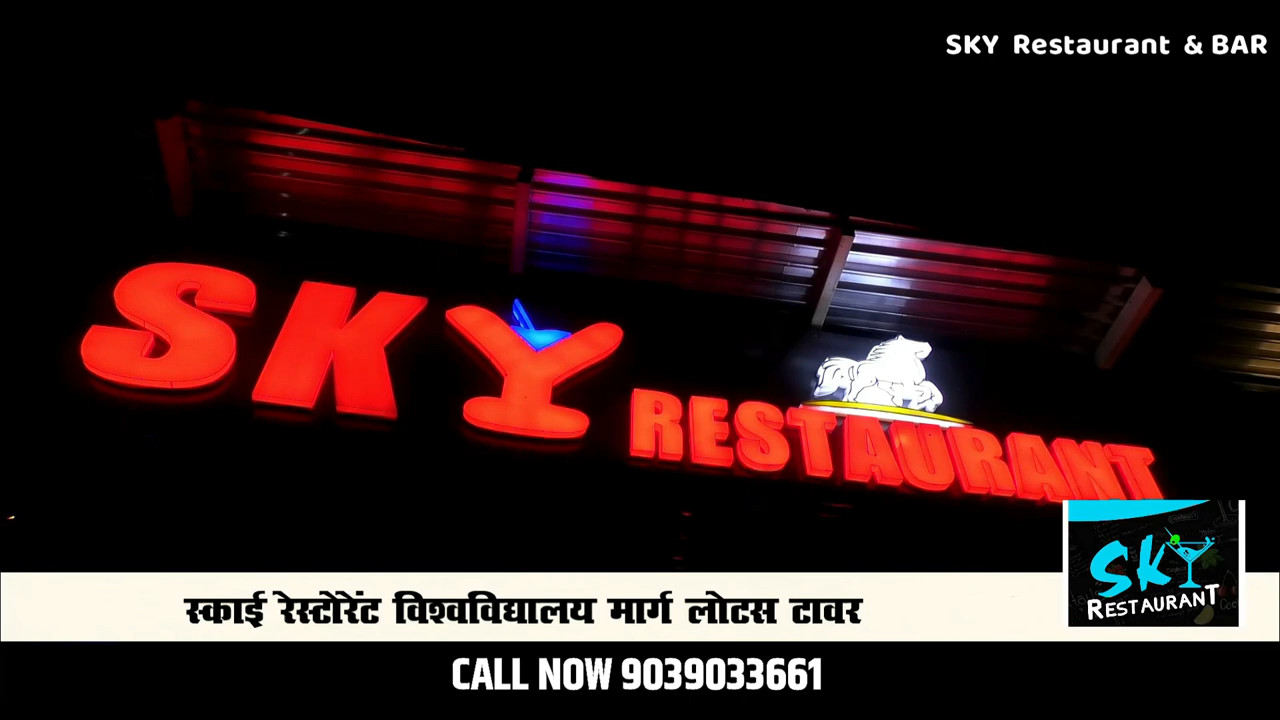 SKY Restaurant & BAR
SKY RESTAURANT
SKY
RESTAURANT
स्काई रेस्टोरेंट विश्वविद्यालय मार्ग लोटस टावर
CALL NOW 9039033661